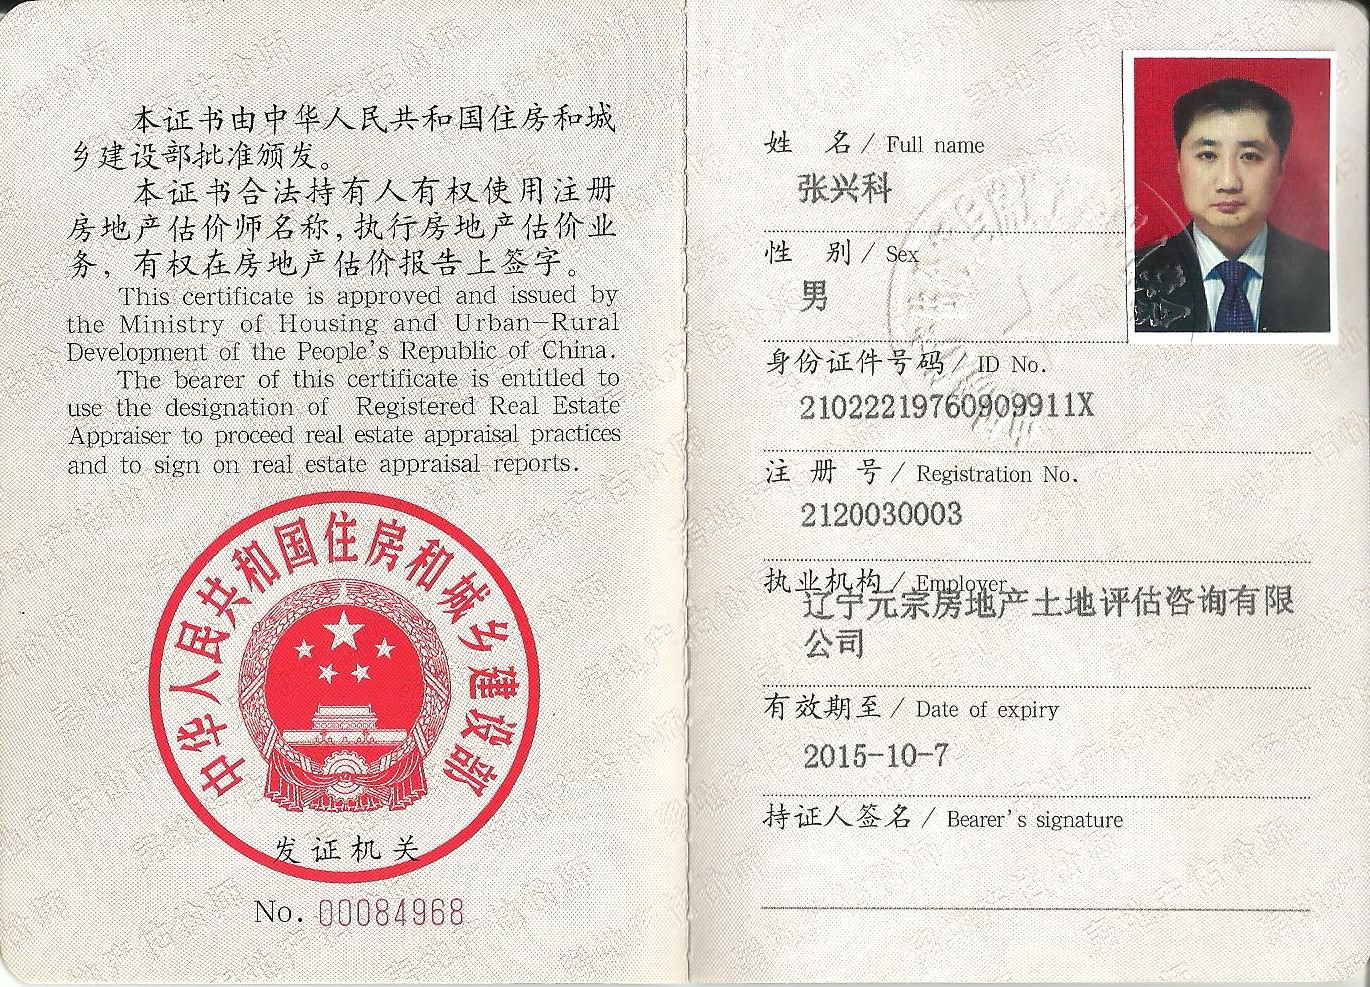 本证书由中华人民共和国住房和城
乡建设部批准颁发。
本证书合法持有人有权使用注册
房地产估价师名称,执行房地产估价业
务，有权在房地产估价报告上签字。
This certificate is approved and issued by
the Ministry of Housing and Urban-Rural
Development of the People's Republic of China.
The bearer of this certificate is entitled to
use the designation of Registered Real Estate
Appraiser to proceed real estate appraisal practices
and to sign on real estate appraisal reports.
中华人民共和国住房和城乡建设部
发证机关
No. 00084968
姓 名 / Full name
张兴科
性 别 / Sex
男
身份证件号码 / ID No.
21022219760909911X
注 册 号 / Registration No.
2120030003
执业机构 / Employer
辽宁元宗房地产土地评估咨询有限
公司
有效期至 / Date of expiry
2015-10-7
持证人签名 / Bearer's signature